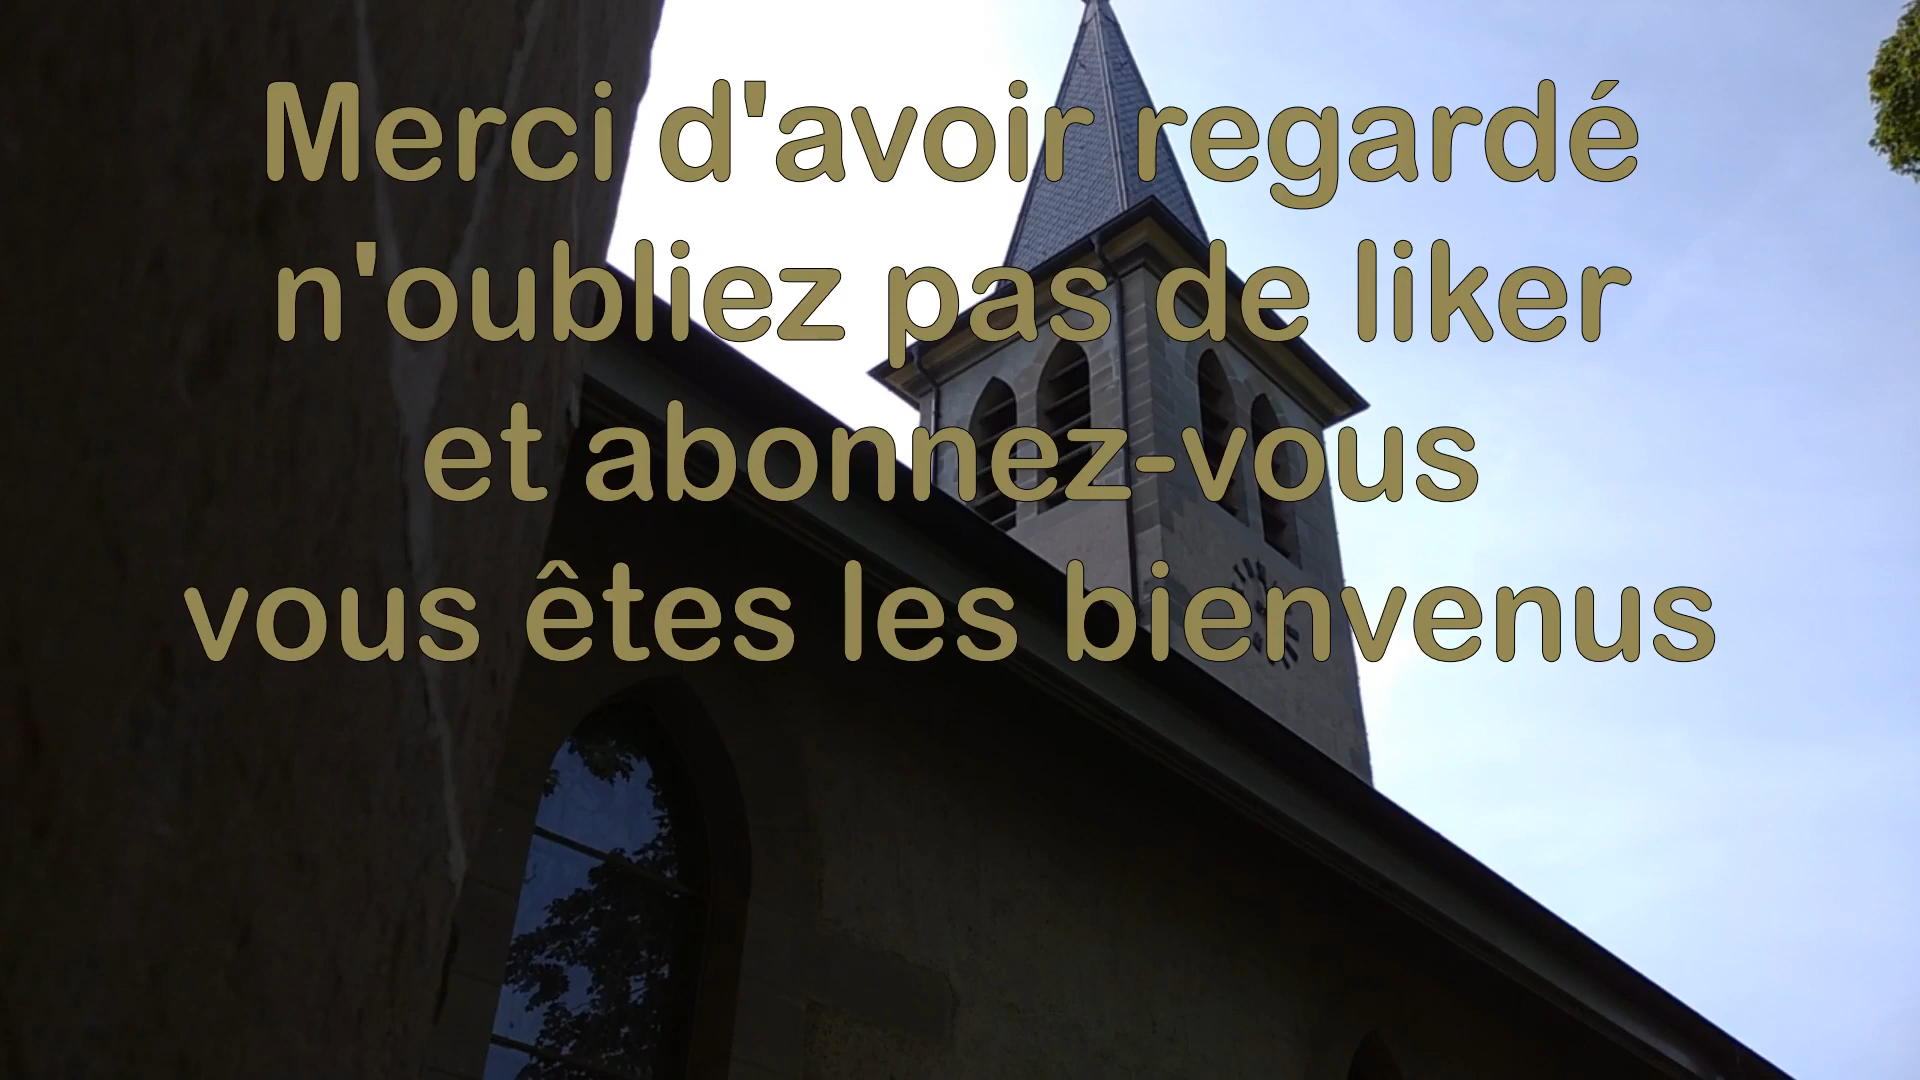 Merci d'avoir regardé
n'oubliez pas de liker
et abonnez-vous
vous êtes les bienvenus